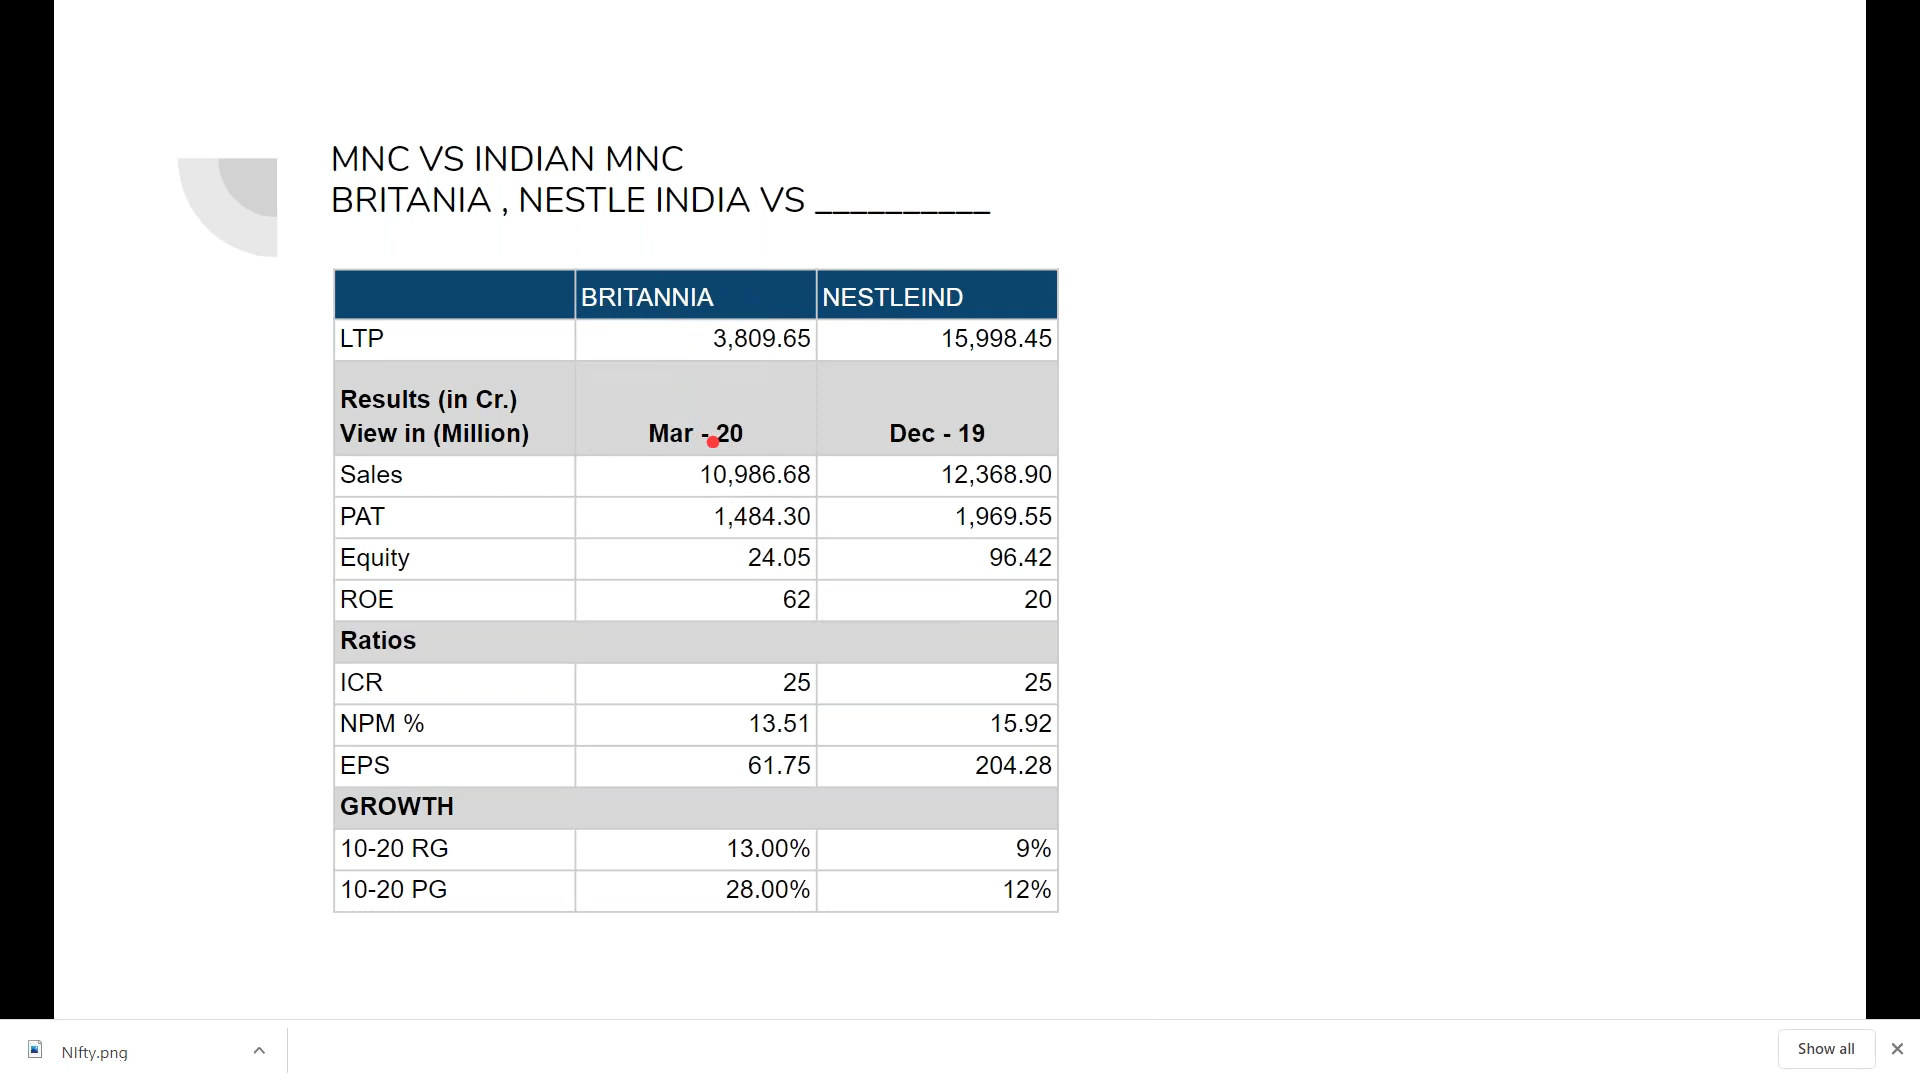 MNC VS INDIAN MNC
BRITANIA , NESTLE INDIA VS __________
BRITANNIA NESTLEIND
LTP 3,809.65 15,998.45
Results (in Cr.)
View in (Million) Mar - 20 Dec - 19
Sales 10,986.68 12,368.90
PAT 1,484.30 1,969.55
Equity 24.05 96.42
ROE 62 20
Ratios
ICR 25 25
NPM % 13.51 15.92
EPS 61.75 204.28
GROWTH
10-20 RG 13.00% 9%
10-20 PG 28.00% 12%
NIfty.png
Show all